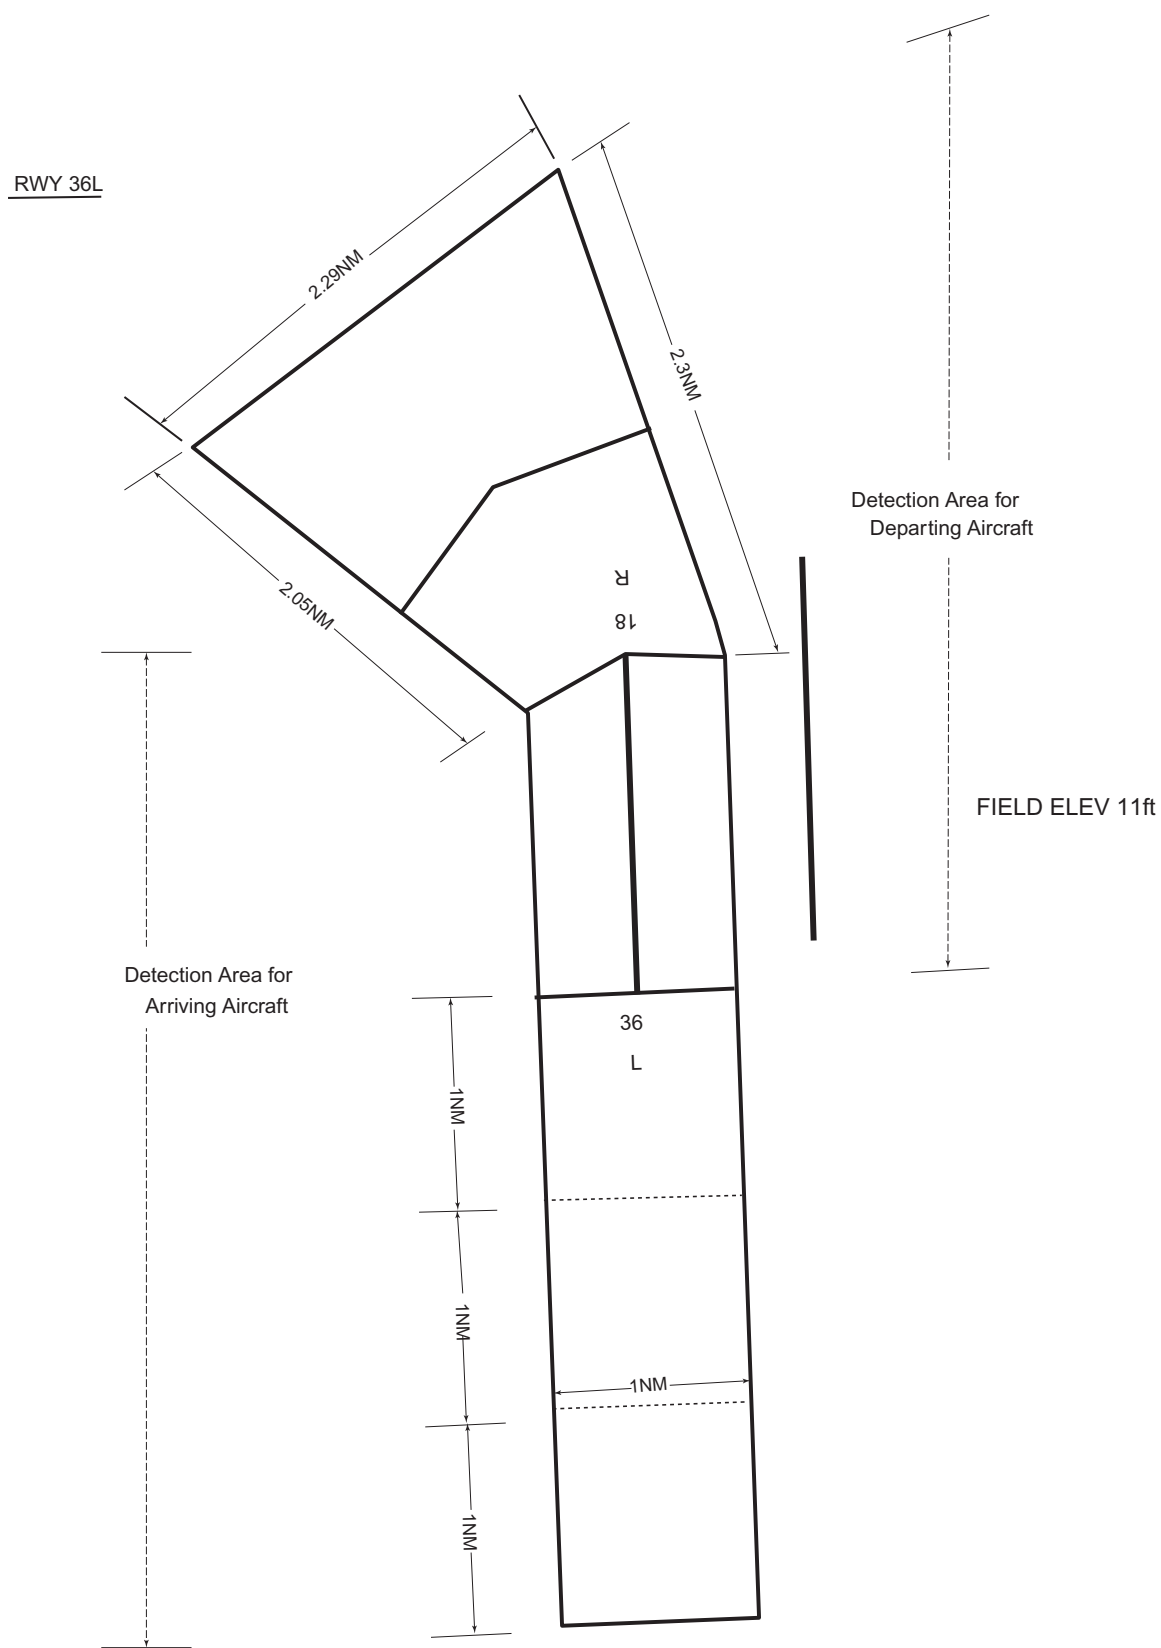 RWY 36L
2.29NM
2.3NM
Detection Area for
Departing Aircraft
R
18
2.05NM
FIELD ELEV 11ft
Detection Area for
Arriving Aircraft
36
L
1NM
1NM
1NM
1NM